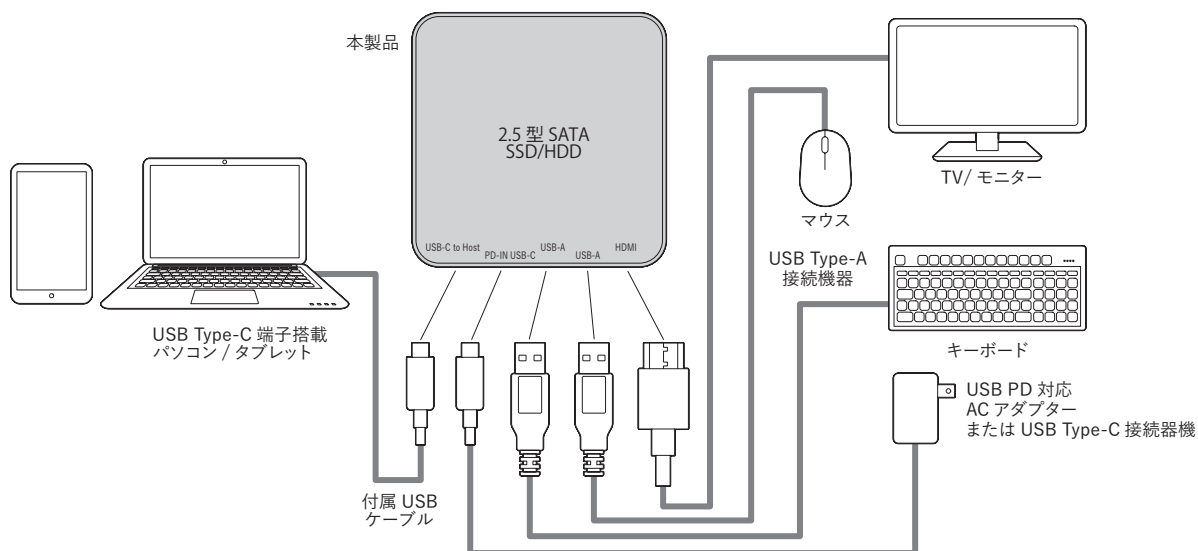 本製品
2.5 型 SATA
SSD/HDD
USB-C to Host
PD-IN USB-C
USB-A
USB-A
HDMI
TV/ モニター
マウス
USB Type-A
接続機器
キーボード
USB Type-C 端子搭載
パソコン / タブレット
付属 USB
ケーブル
USB PD 対応
AC アダプター
または USB Type-C 接続器機